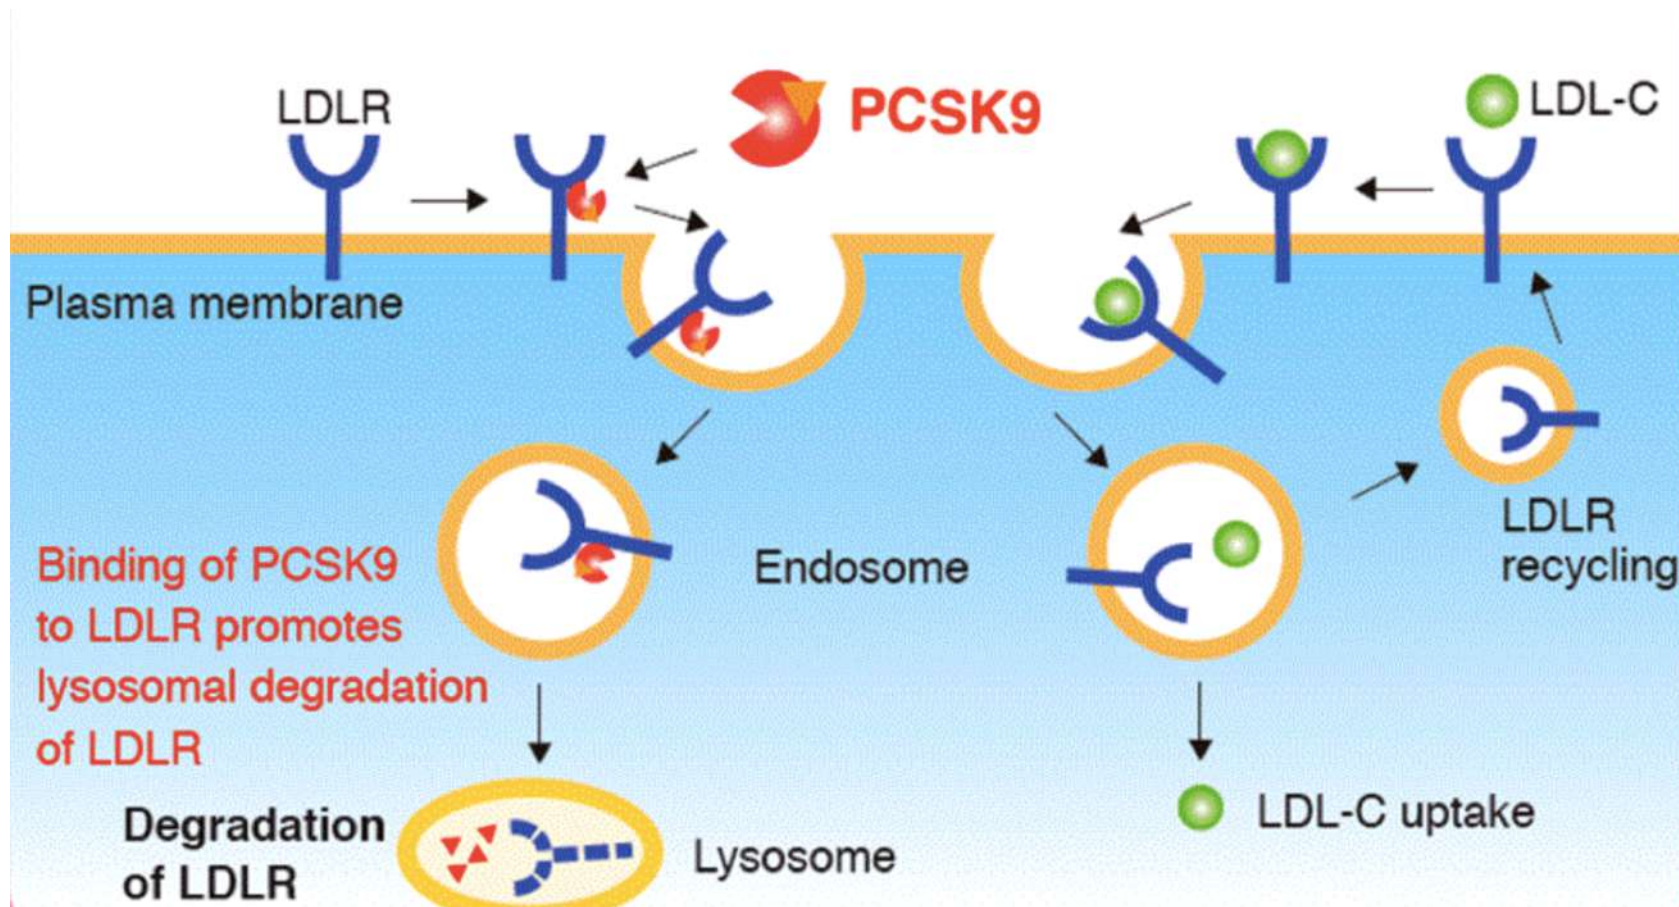 LDLR
PCSK9
LDL-C
Plasma membrane
Endosome
LDLR
recycling
Binding of PCSK9
to LDLR promotes
lysosomal degradation
of LDLR
Degradation
of LDLR
Lysosome
LDL-C uptake